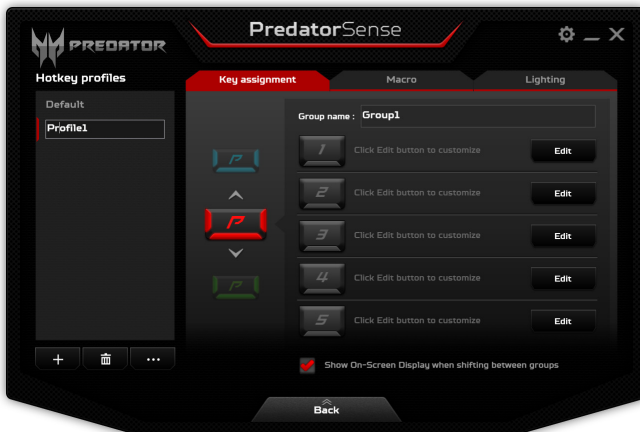 PredatorSense
PREDATOR
Hotkey profiles
Key assignment
Macro
Lighting
Default
Profile1
Group name : Group1
1 Click Edit button to customize Edit
2 Click Edit button to customize Edit
3 Click Edit button to customize Edit
4 Click Edit button to customize Edit
5 Click Edit button to customize Edit
P
P
P
Show On-Screen Display when shifting between groups
Back